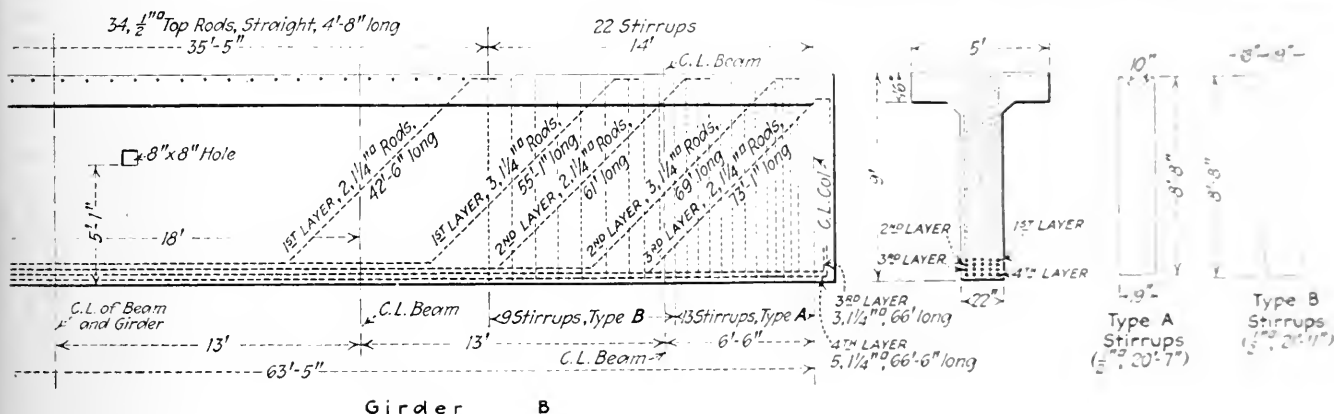 34, 1/2"□ Top Rods, Straight, 4'-8" long
35'-5"
22 Stirrups
14'
C.L. Beam
8"x8" Hole
5'-1"
18'
1ST LAYER, 2, 1 1/4"□ Rods,
42'-6" long
1ST LAYER, 3, 1 1/4"□ Rods,
55'-1" long
2ND LAYER, 2, 1 1/4"□ Rods,
61' long
2ND LAYER, 3, 1 1/4"□ Rods,
69' long
3RD LAYER, 2, 1 1/4"□ Rods,
73'-1" long
C.L. Col.
C.L. of Beam
and Girder
C.L. Beam
9 Stirrups, Type B
13 Stirrups, Type A
13'
13'
6'-6"
C.L. Beam
63'-5"
3RD LAYER
3, 1 1/4"□, 66' long
4TH LAYER
5, 1 1/4"□, 66'-6" long
Girder B
5'
9'
2ND LAYER
3RD LAYER
1ST LAYER
4TH LAYER
22"
10"
8'-8"
9"
Type A
Stirrups
(1/2"□, 20'-7")
8'-8"
Type B
Stirrups